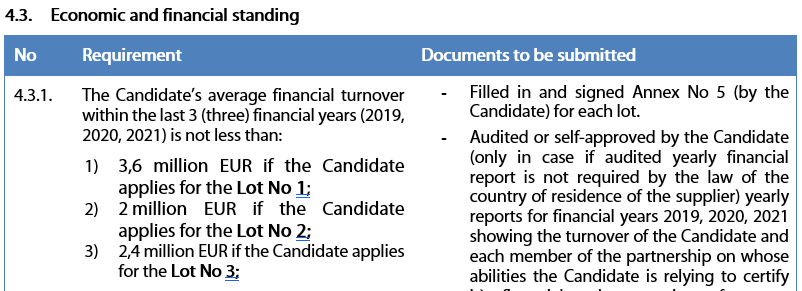 4.3. Economic and financial standing
No Requirement Documents to be submitted
4.3.1. The Candidate's average financial turnover
within the last 3 (three) financial years (2019,
2020, 2021) is not less than:
1) 3,6 million EUR if the Candidate
applies for the Lot No 1;
2) 2 million EUR if the Candidate
applies for the Lot No 2;
3) 2,4 million EUR if the Candidate applies
for the Lot No 3;
- Filled in and signed Annex No 5 (by the
Candidate) for each lot.
- Audited or self-approved by the Candidate
(only in case if audited yearly financial
report is not required by the law of the
country of residence of the supplier) yearly
reports for financial years 2019, 2020, 2021
showing the turnover of the Candidate and
each member of the partnership on whose
abilities the Candidate is relying to certify